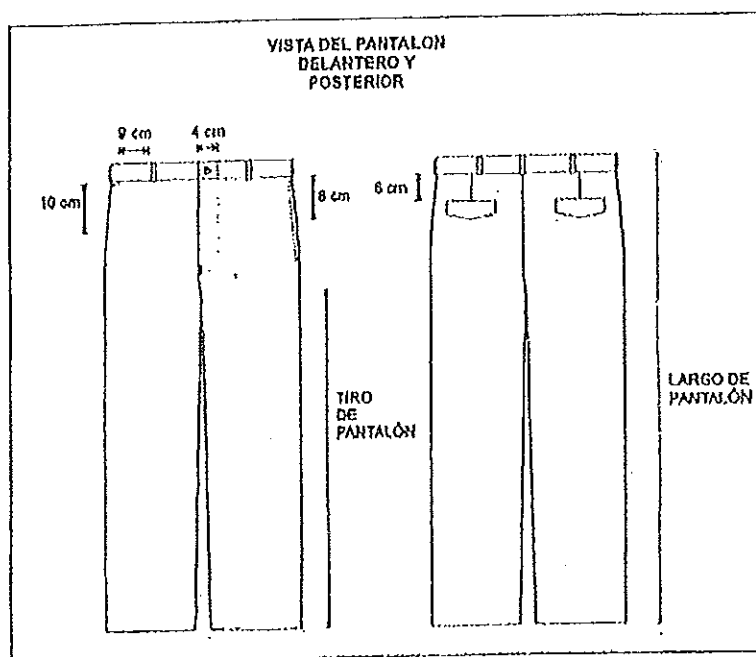 VISTA DEL PANTALON
DELANTERO Y
POSTERIOR
9 cm
4 cm
10 cm
8 cm
6 cm
TIRO
DE
PANTALÓN
LARGO DE
PANTALÓN